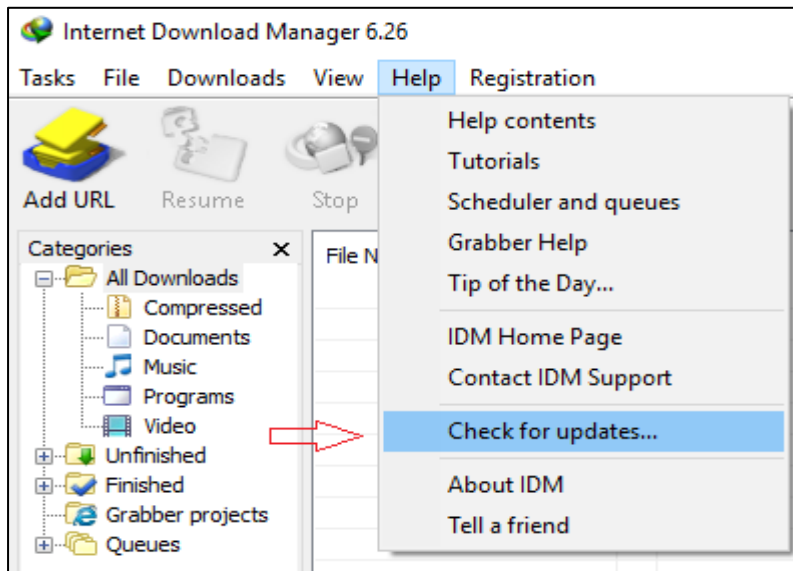 Internet Download Manager 6.26
Tasks File Downloads View Help Registration
Add URL Resume Stop
Categories
All Downloads
Compressed
Documents
Music
Programs
Video
Unfinished
Finished
Grabber projects
Queues
File N
Help contents
Tutorials
Scheduler and queues
Grabber Help
Tip of the Day...
IDM Home Page
Contact IDM Support
Check for updates...
About IDM
Tell a friend